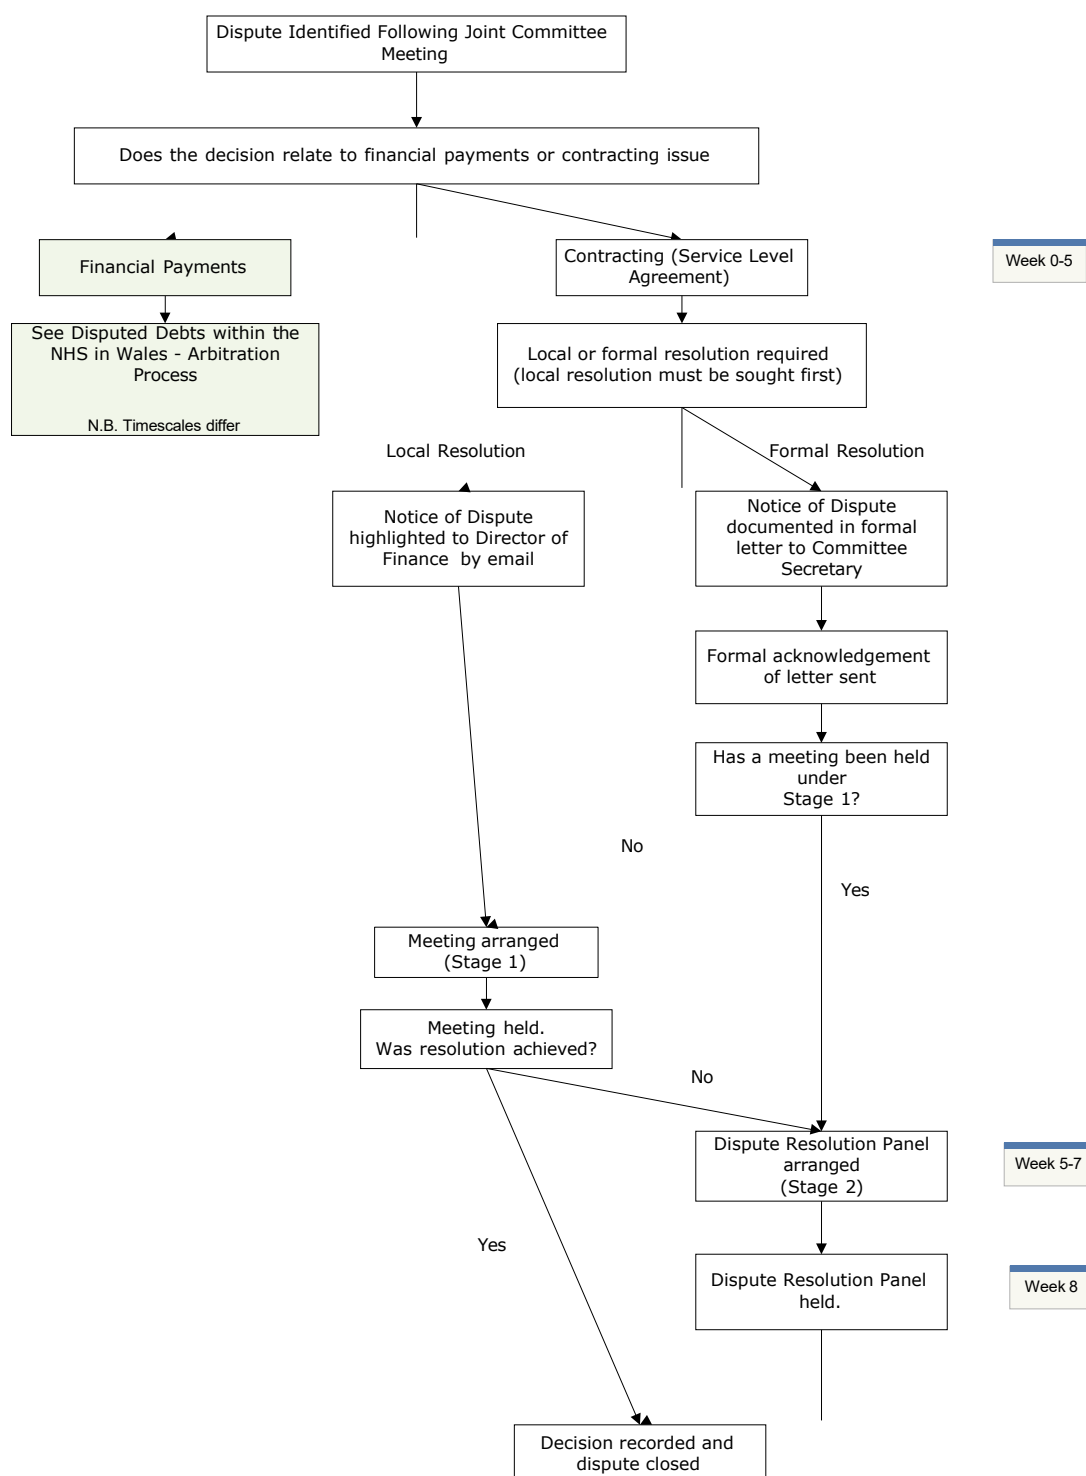 Dispute Identified Following Joint Committee
Meeting
Does the decision relate to financial payments or contracting issue
Financial Payments
Contracting (Service Level
Agreement)
Week 0-5
See Disputed Debts within the
NHS in Wales - Arbitration
Process
N.B. Timescales differ
Local or formal resolution required
(local resolution must be sought first)
Local Resolution
Formal Resolution
Notice of Dispute
highlighted to Director of
Finance by email
Notice of Dispute
documented in formal
letter to Committee
Secretary
Formal acknowledgement
of letter sent
Has a meeting been held
under
Stage 1?
No
Yes
Meeting arranged
(Stage 1)
Meeting held.
Was resolution achieved?
No
Dispute Resolution Panel
arranged
(Stage 2)
Week 5-7
Yes
Dispute Resolution Panel
held.
Week 8
Decision recorded and
dispute closed